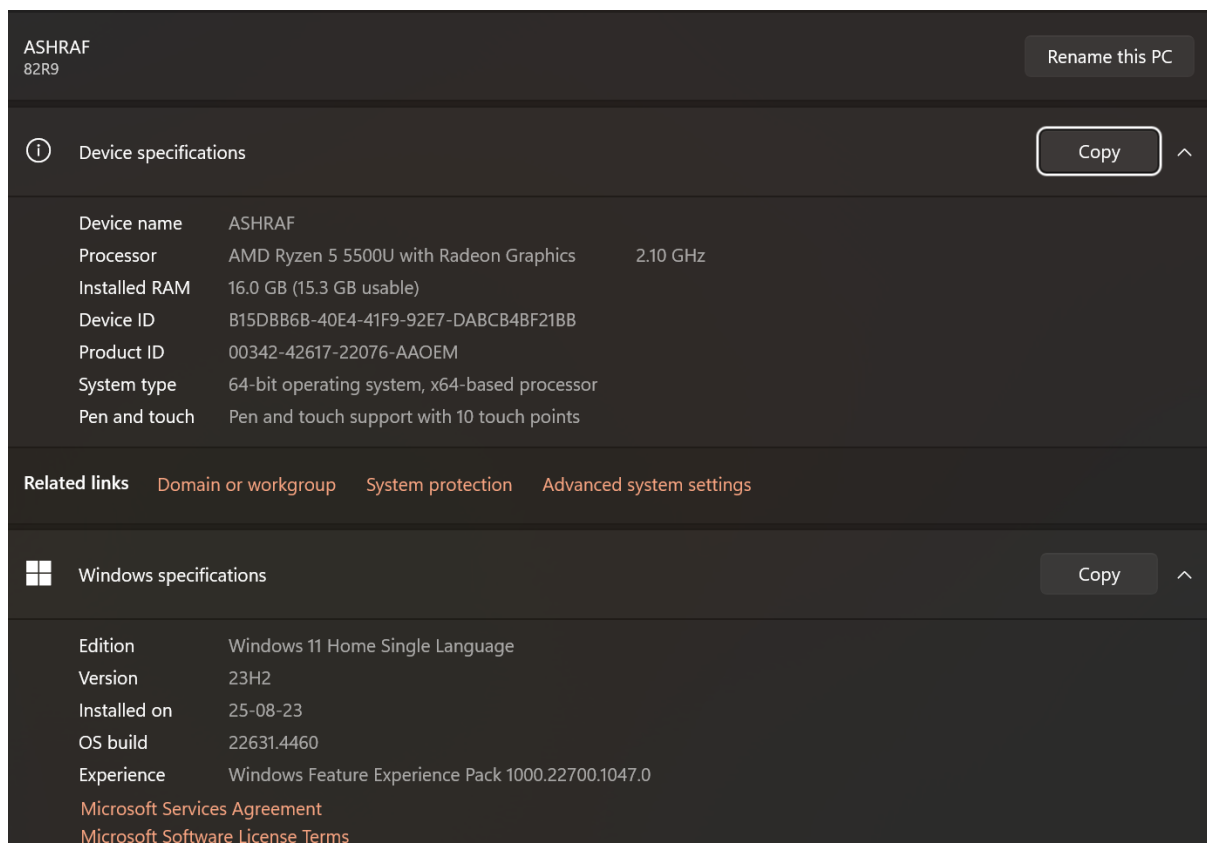 ASHRAF
82R9
Rename this PC
Device specifications
Copy
Device name ASHRAF
Processor AMD Ryzen 5 5500U with Radeon Graphics 2.10 GHz
Installed RAM 16.0 GB (15.3 GB usable)
Device ID B15DBB6B-40E4-41F9-92E7-DABCB4BF21BB
Product ID 00342-42617-22076-AAOEM
System type 64-bit operating system, x64-based processor
Pen and touch Pen and touch support with 10 touch points
Related links Domain or workgroup System protection Advanced system settings
Windows specifications
Copy
Edition Windows 11 Home Single Language
Version 23H2
Installed on 25-08-23
OS build 22631.4460
Experience Windows Feature Experience Pack 1000.22700.1047.0
Microsoft Services Agreement
Microsoft Software License Terms